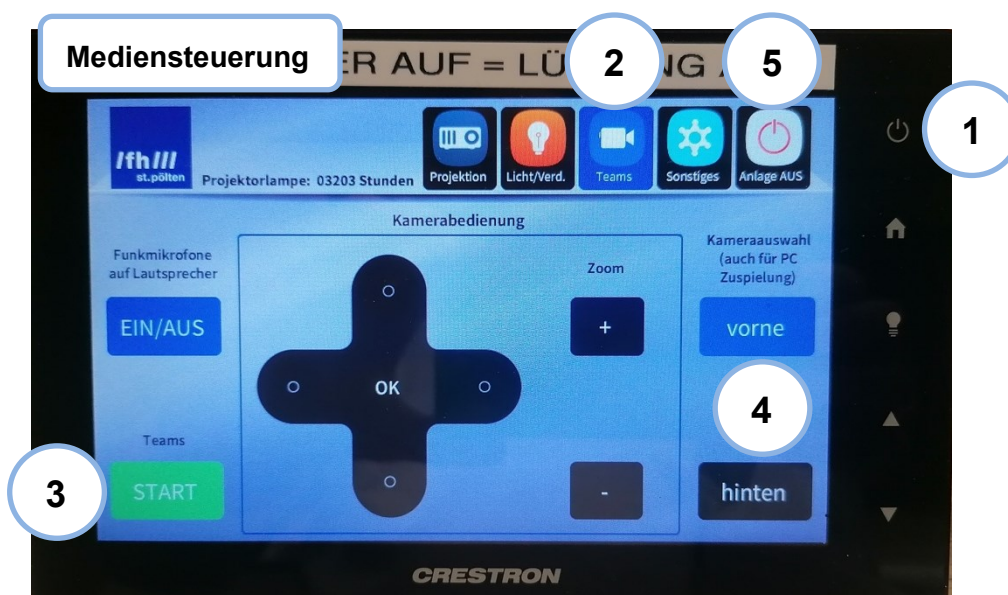 Mediensteuerung
ER AUF = LÜ
NG
2
5
1
/fh///
st.pölten
Projektorlampe: 03203 Stunden
Projektion
Licht/Verd.
Teams
Sonstiges
Anlage AUS
Kamerabedienung
Funkmikrofone
auf Lautsprecher
EIN/AUS
Zoom
+
Kameraauswahl
(auch für PC
Zuspielung)
vorne
OK
4
Teams
3
START
-
hinten
CRESTRON